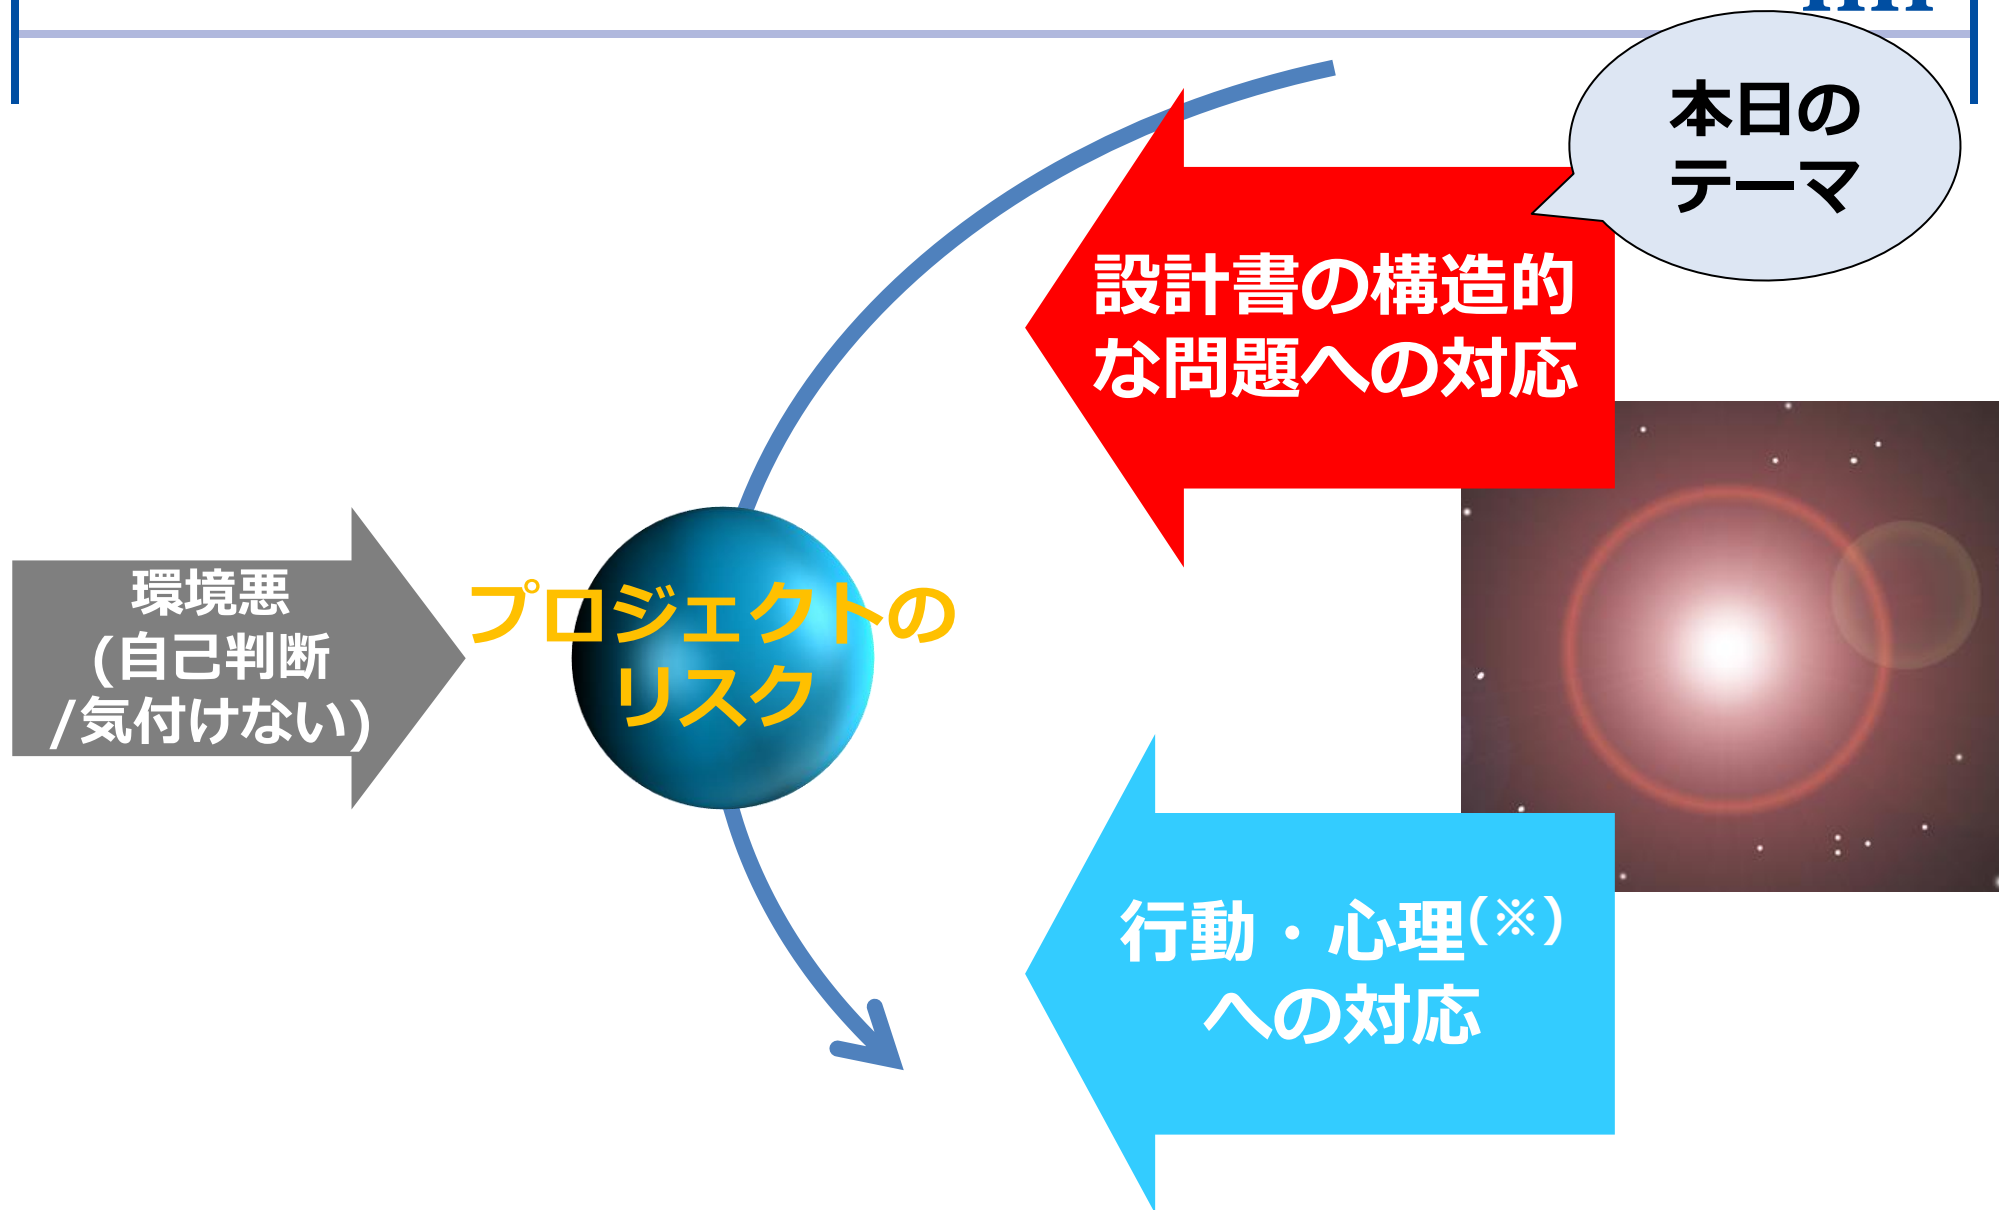 本日の
テーマ
設計書の構造的
な問題への対応
環境悪
(自己判断
/気付けない)
プロジェクトの
リスク
行動・心理(※)
への対応